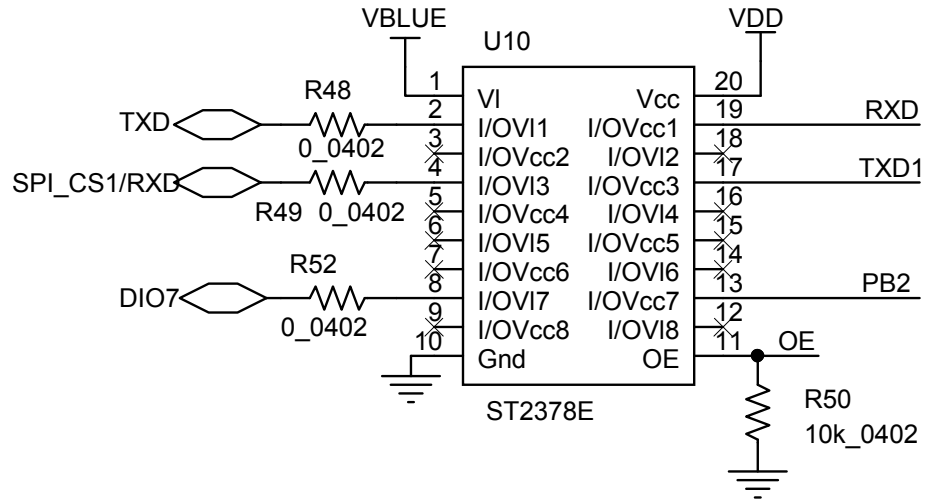 VBLUE
VDD
U10
1
20
R48
VI
Vcc
2
19
RXD
TXD
I/OVI1
I/OVcc1
3
18
0_0402
I/OVcc2
I/OVI2
4
17
TXD1
SPI_CS1/RXD
I/OVI3
I/OVcc3
5
16
R49
0_0402
I/OVcc4
I/OVI4
6
15
I/OVI5
I/OVcc5
R52
7
14
I/OVcc6
I/OVI6
8
13
PB2
DIO7
I/OVI7
I/OVcc7
9
12
0_0402
I/OVcc8
I/OVI8
10
11
OE
Gnd
OE
ST2378E
R50
10k_0402